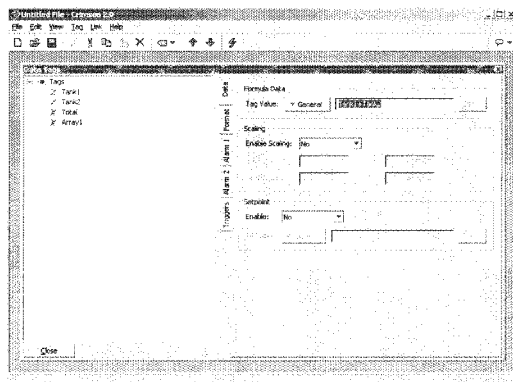 Untitled File - Crimson 2.0
File Edit View Tag Link Help
Tags
Tank1
Tank2
Total
Array1
Close
Data
Format
Alarm 1
Alarm 2
Triggers
Formula Data
Tag Value:
General
Scaling
Enable Scaling:
No
Setpoint
Enable:
No